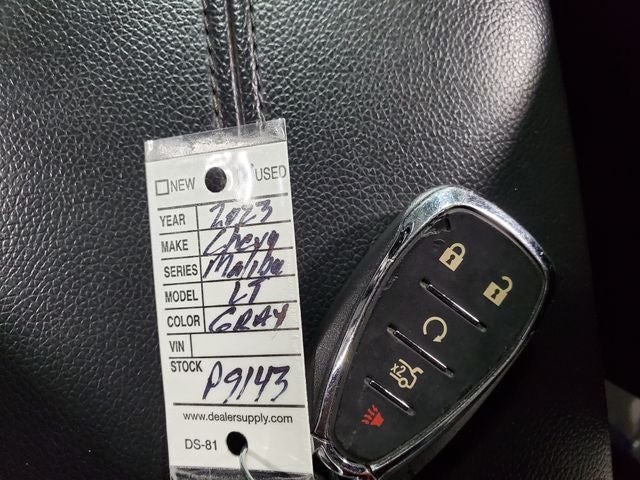 NEW USED
YEAR 2023
MAKE Chevy
SERIES Malibu
MODEL LT
COLOR GRAY
VIN
STOCK P9143
www.dealersupply.com
DS-81
x2